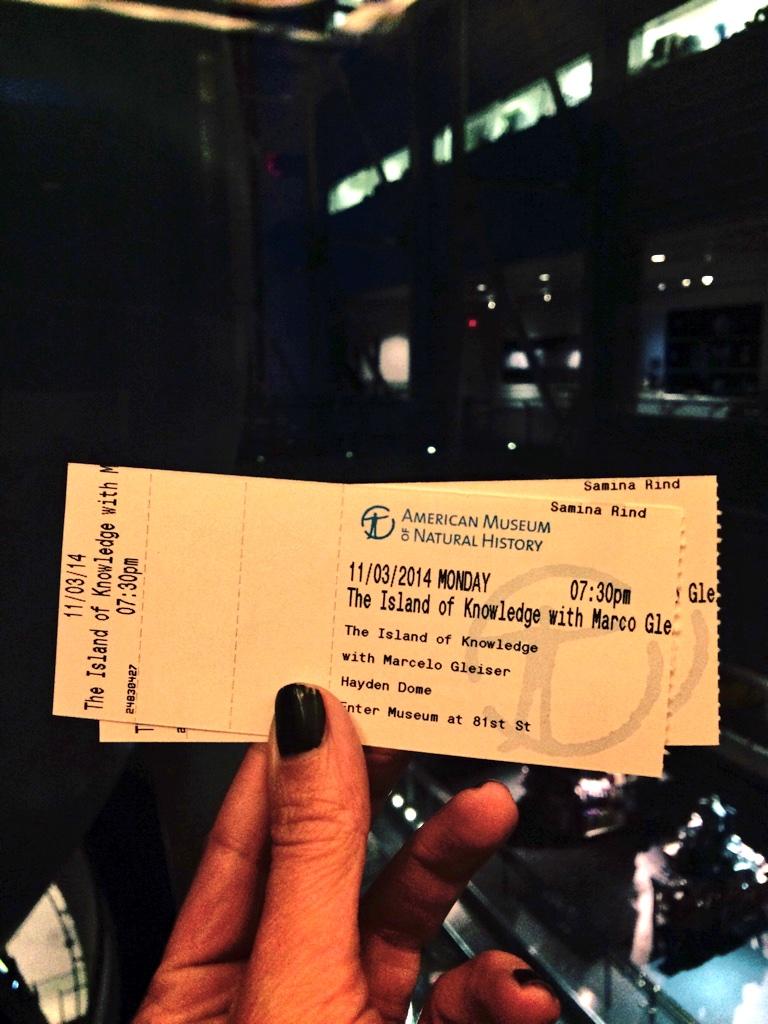 Samina Rind
Samina Rind
AMERICAN MUSEUM
OF NATURAL HISTORY
11/03/2014 MONDAY 07:30pm
The Island of Knowledge with Marco Gle
Gle
The Island of Knowledge
with Marcelo Gleiser
Hayden Dome
Enter Museum at 81st St
11/03/14
The Island of Knowledge with M
07:30pm
24830427